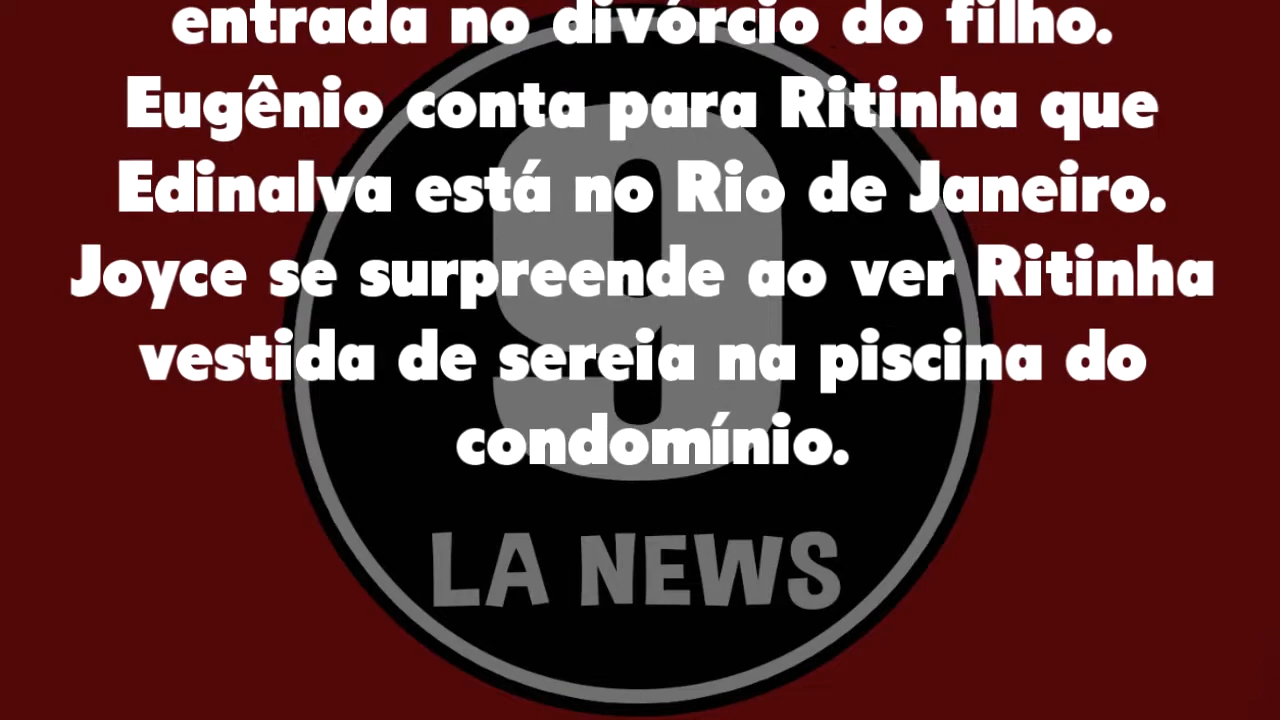 entrada no divórcio do filho.
Eugênio conta para Ritinha que
Edinalva está no Rio de Janeiro.
Joyce se surpreende ao ver Ritinha
vestida de sereia na piscina do
condomínio.
9
LA NEWS